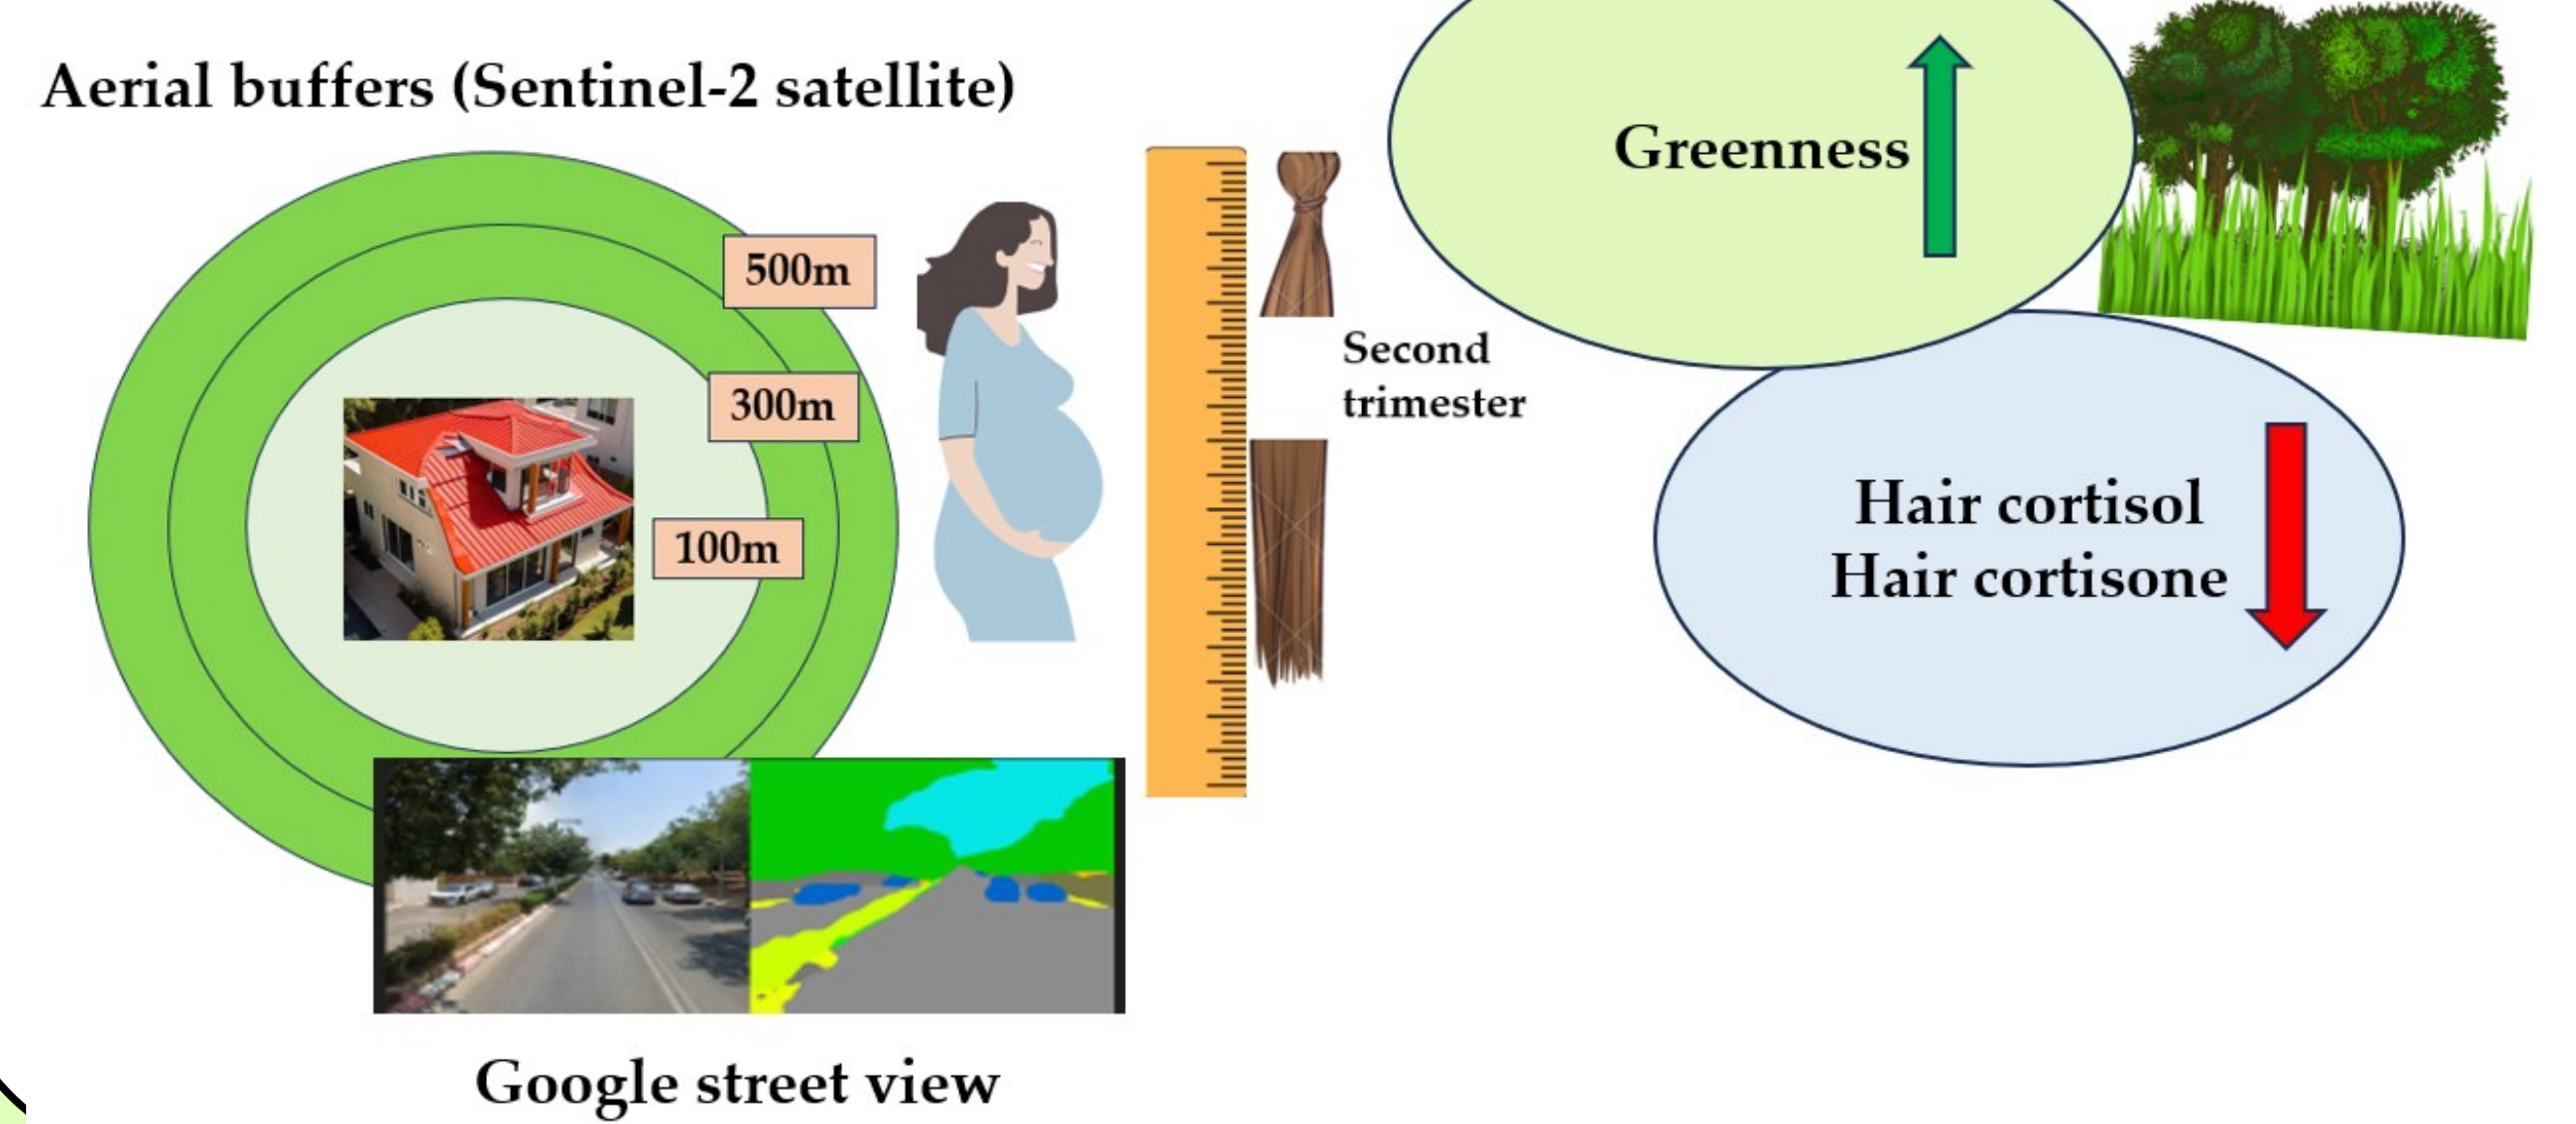 Aerial buffers (Sentinel-2 satellite)
500m
300m
100m
Second
trimester
Greenness
Hair cortisol
Hair cortisone
Google street view